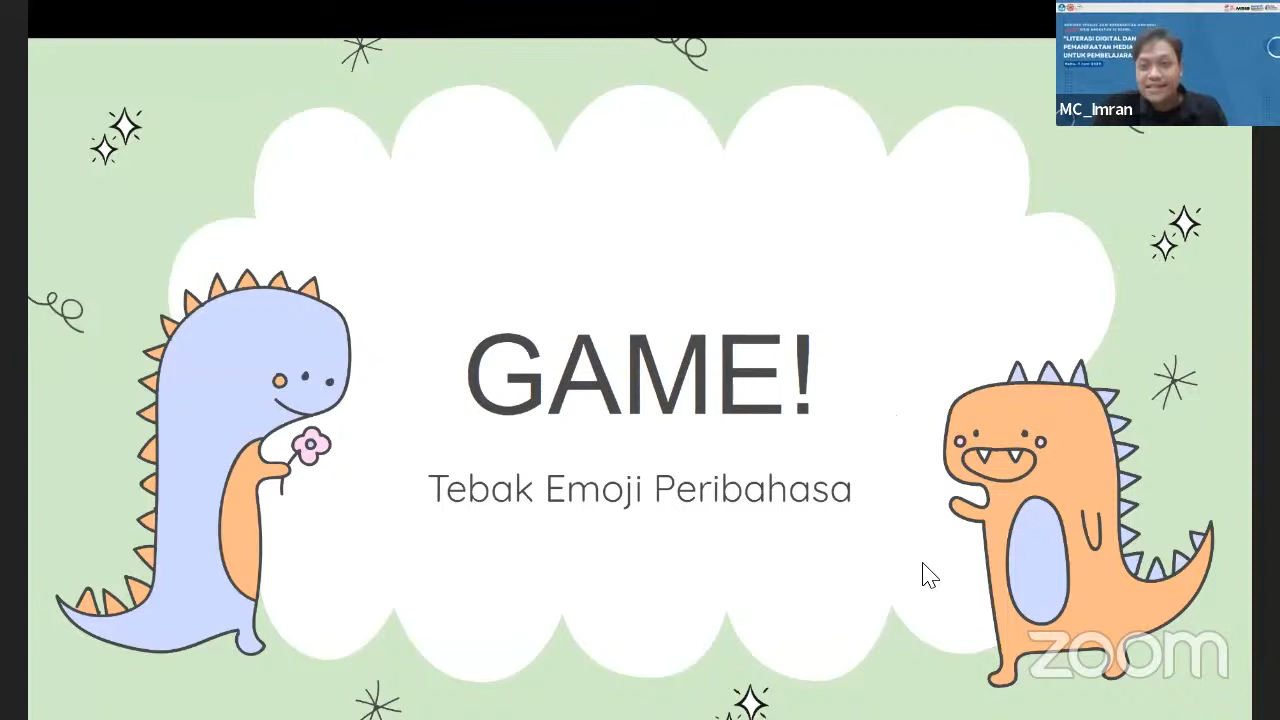 "LITERASI DIGITAL DAN
PEMANFAATAN MEDIA
UNTUK PEMBELAJARA
MC_Imran
GAME!
Tebak Emoji Peribahasa
zoom